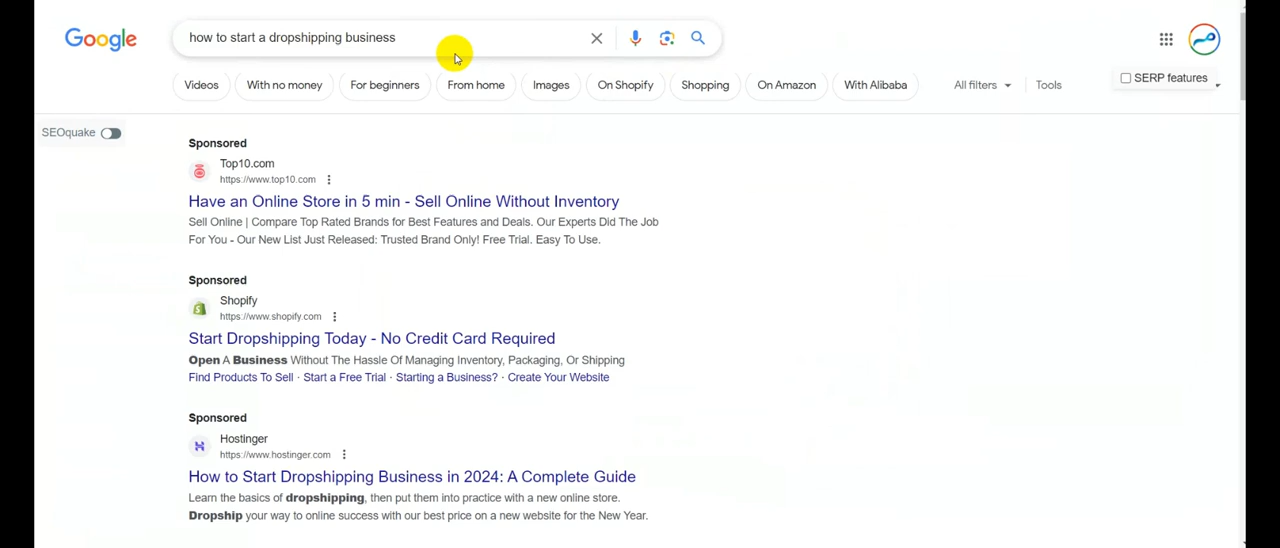 Google
how to start a dropshipping business
Videos
With no money
For beginners
From home
Images
On Shopify
Shopping
On Amazon
With Alibaba
All filters
Tools
SERP features
SEOquake
Sponsored
Top10.com
https://www.top10.com
Have an Online Store in 5 min - Sell Online Without Inventory
Sell Online | Compare Top Rated Brands for Best Features and Deals. Our Experts Did The Job
For You - Our New List Just Released: Trusted Brand Only! Free Trial. Easy To Use.
Sponsored
Shopify
https://www.shopify.com
Start Dropshipping Today - No Credit Card Required
Open A Business Without The Hassle Of Managing Inventory, Packaging, Or Shipping
Find Products To Sell · Start a Free Trial · Starting a Business? · Create Your Website
Sponsored
Hostinger
https://www.hostinger.com
How to Start Dropshipping Business in 2024: A Complete Guide
Learn the basics of dropshipping, then put them into practice with a new online store.
Dropship your way to online success with our best price on a new website for the New Year.